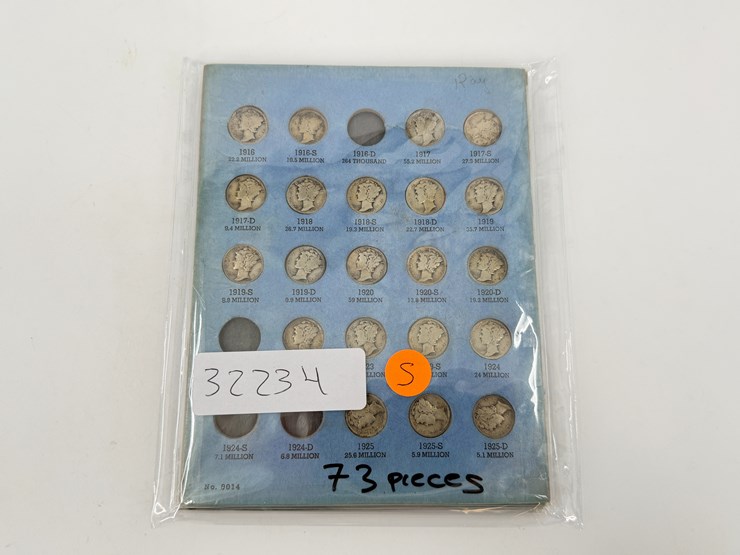 1916 1916-S 1916-D 1917 1917-S
22.2 MILLION 10.5 MILLION 264 THOUSAND 55.2 MILLION 27.3 MILLION
1917-D 1918 1918-S 1918-D 1919
9.4 MILLION 26.7 MILLION 19.3 MILLION 22.7 MILLION 35.7 MILLION
1919-S 1919-D 1920 1920-S 1920-D
8.8 MILLION 9.9 MILLION 59 MILLION 13.8 MILLION 19.2 MILLION
23 -S 1924
LION LION 24 MILLION
32234
S
1924-S 1924-D 1925 1925-S 1925-D
7.1 MILLION 6.8 MILLION 25.6 MILLION 5.9 MILLION 5.1 MILLION
73 pieces
No. 9014